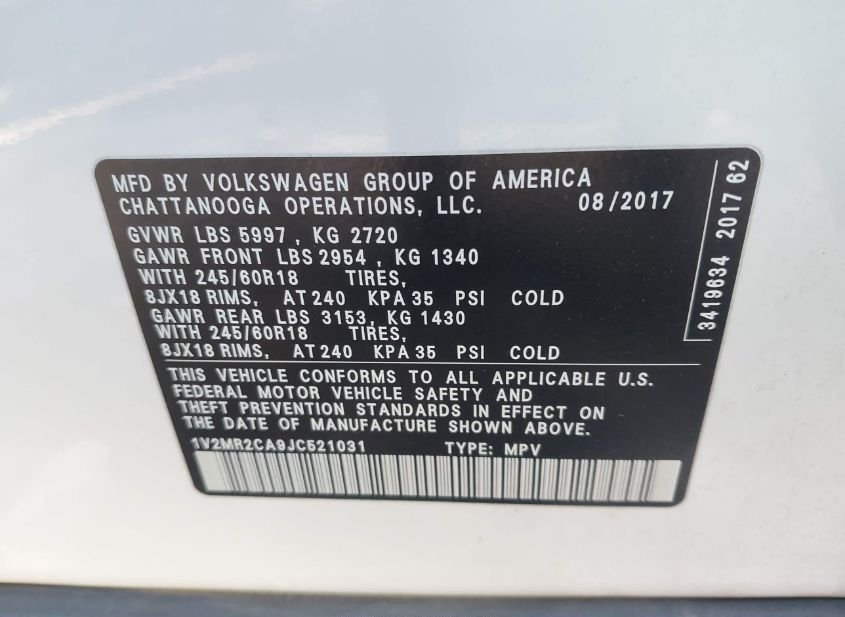 MFD BY VOLKSWAGEN GROUP OF AMERICA
CHATTANOOGA OPERATIONS, LLC. 08/2017
GVWR LBS 5997 , KG 2720
GAWR FRONT LBS 2954 , KG 1340
WITH 245/60R18 TIRES,
8JX18 RIMS, AT 240 KPA 35 PSI COLD
GAWR REAR LBS 3153, KG 1430
WITH 245/60R18 TIRES,
8JX18 RIMS, AT 240 KPA 35 PSI COLD
THIS VEHICLE CONFORMS TO ALL APPLICABLE U.S.
FEDERAL MOTOR VEHICLE SAFETY AND
THEFT PREVENTION STANDARDS IN EFFECT ON
THE DATE OF MANUFACTURE SHOWN ABOVE.
1V2MR2CA9JC521031 TYPE: MPV
3419634 2017 62